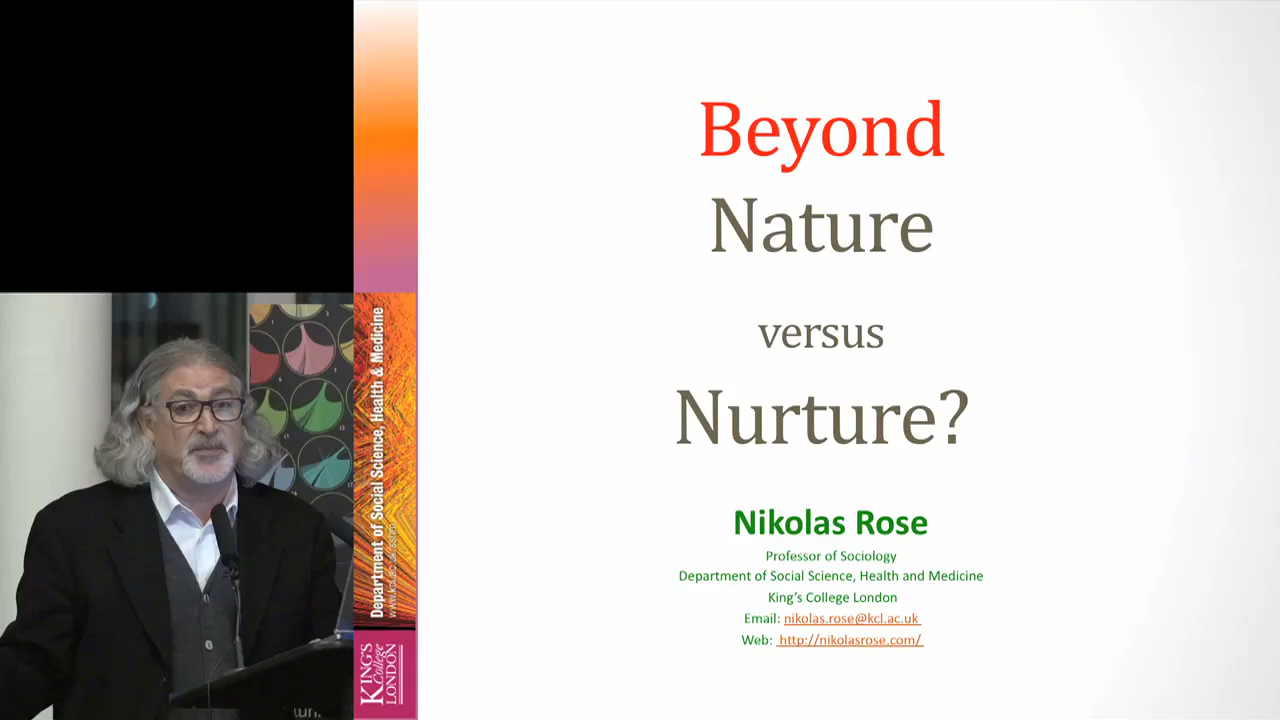 Beyond
Nature
versus
Nurture?
Nikolas Rose
Professor of Sociology
Department of Social Science, Health and Medicine
King's College London
Email: nikolas.rose@kcl.ac.uk
Web: http://nikolasrose.com/
Department of Social Science, Health & Medicine
KING'S
College
LONDON